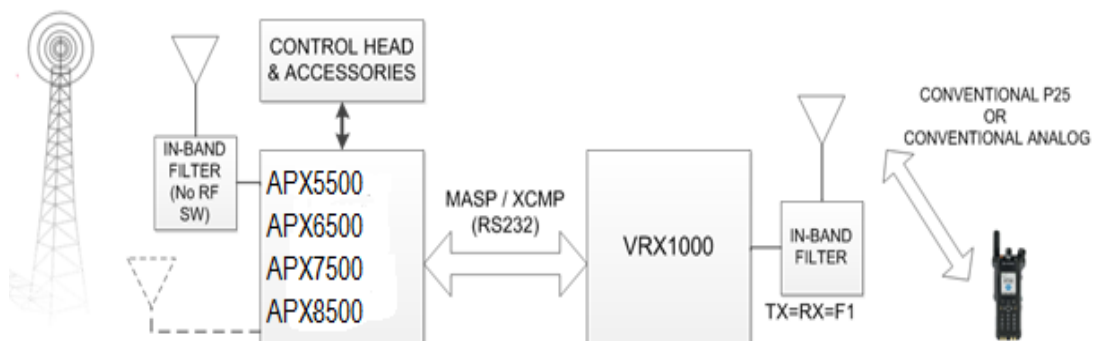 CONTROL HEAD
& ACCESSORIES
IN-BAND
FILTER
(No RF
SW)
APX5500
APX6500
APX7500
APX8500
MASP / XCMP
(RS232)
VRX1000
IN-BAND
FILTER
TX=RX=F1
CONVENTIONAL P25
OR
CONVENTIONAL ANALOG